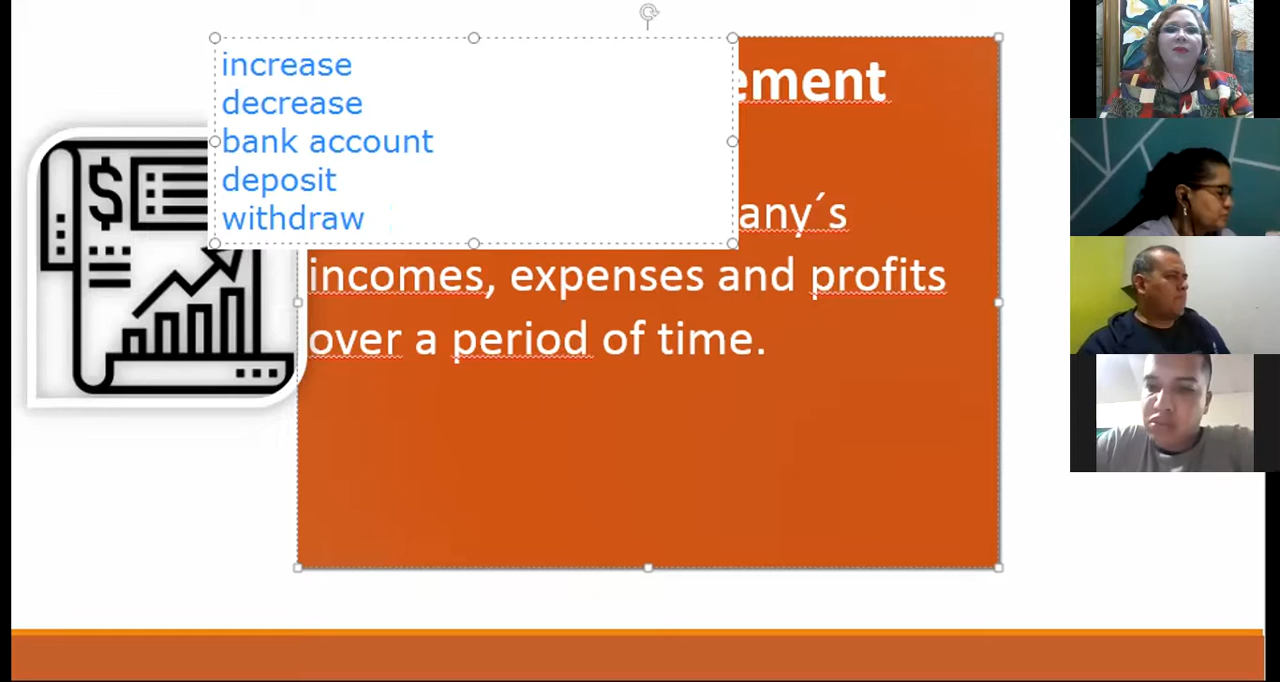 increase
decrease
bank account
deposit
withdraw
ement
any´s
incomes, expenses and profits
over a period of time.